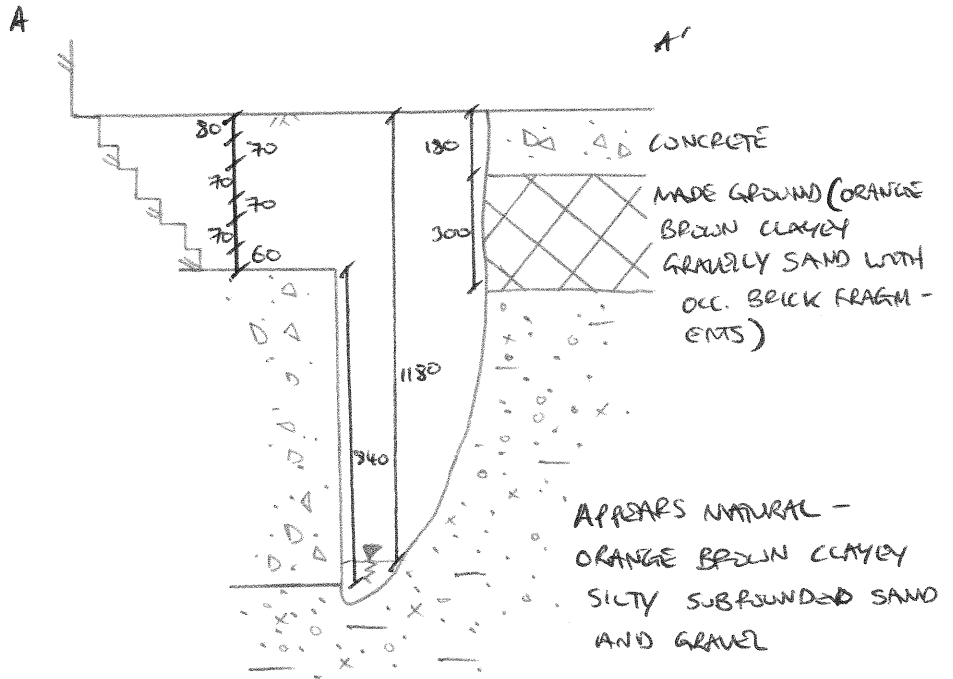 A
A'
80
70
70
70
70
60
180
300
1180
840
CONCRETE
MADE GROUND (ORANGE
BROWN CLAYEY
GRAVELLY SAND WITH
OCC. BRICK FRAGM-
ENTS)
APPEARS NATURAL -
ORANGE BROWN CLAYEY
SILTY SUBROUNDED SAND
AND GRAVEL